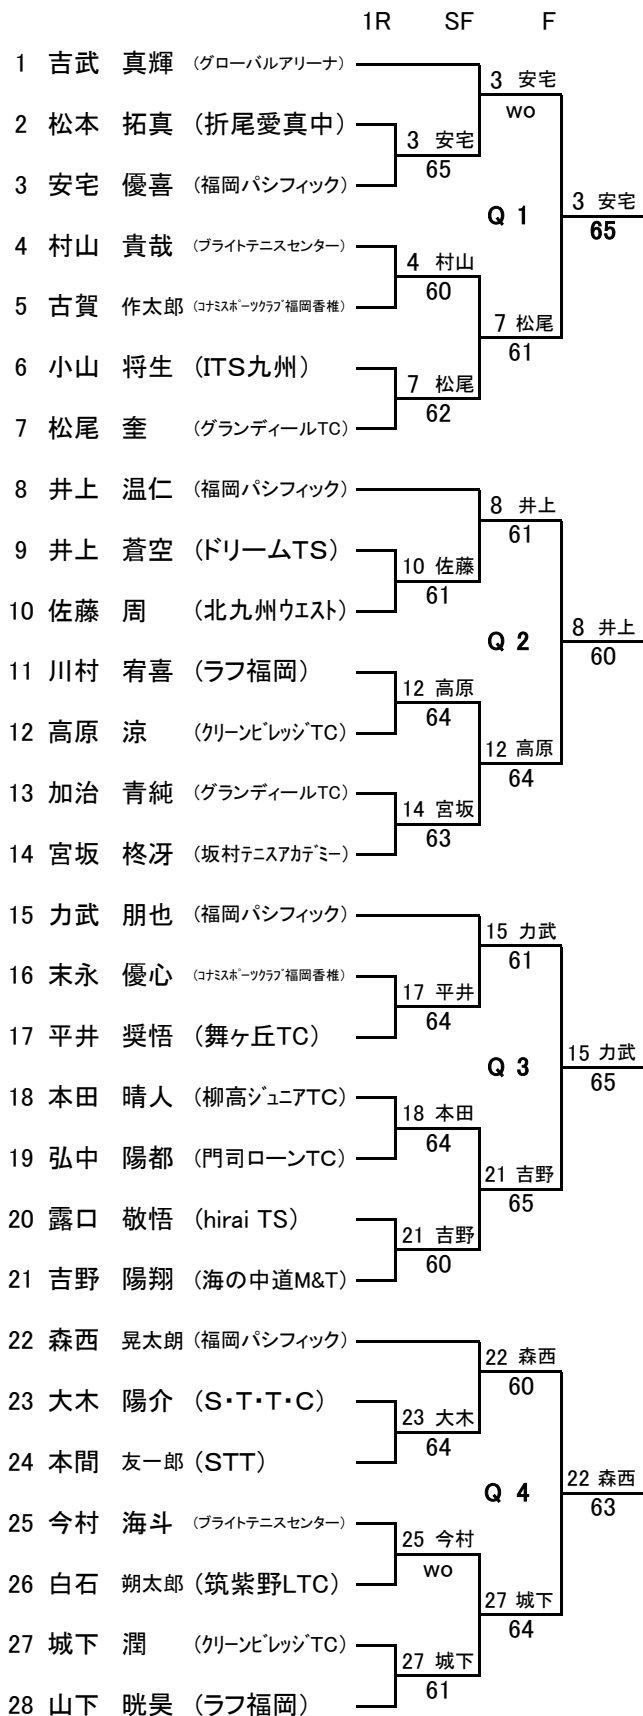 1R SF F
1 吉武 真輝 (グローバルアリーナ)
3 安宅
wo
2 松本 拓真 (折尾愛真中)
3 安宅
65
3 安宅 優喜 (福岡パシフィック)
Q 1
3 安宅
65
4 村山 貴哉 (ブライトテニスセンター)
4 村山
60
5 古賀 作太郎 (コナミスポーツクラブ福岡香椎)
7 松尾
61
6 小山 将生 (ITS九州)
7 松尾
62
7 松尾 奎 (グランディールTC)
8 井上 温仁 (福岡パシフィック)
8 井上
61
9 井上 蒼空 (ドリームTS)
10 佐藤
61
10 佐藤 周 (北九州ウエスト)
Q 2
8 井上
60
11 川村 宥喜 (ラフ福岡)
12 高原
64
12 高原 涼 (クリーンビレッジTC)
12 高原
64
13 加治 青純 (グランディールTC)
14 宮坂
63
14 宮坂 柊冴 (坂村テニスアカデミー)
15 力武 朋也 (福岡パシフィック)
15 力武
61
16 末永 優心 (コナミスポーツクラブ福岡香椎)
17 平井
64
17 平井 奨悟 (舞ヶ丘TC)
Q 3
15 力武
65
18 本田 晴人 (柳高ジュニアTC)
18 本田
64
19 弘中 陽都 (門司ローンTC)
21 吉野
65
20 露口 敬悟 (hirai TS)
21 吉野
60
21 吉野 陽翔 (海の中道M&T)
22 森西 晃太朗 (福岡パシフィック)
22 森西
60
23 大木 陽介 (S・T・T・C)
23 大木
64
24 本間 友一郎 (STT)
Q 4
22 森西
63
25 今村 海斗 (ブライトテニスセンター)
25 今村
wo
26 白石 朔太郎 (筑紫野LTC)
27 城下
64
27 城下 潤 (クリーンビレッジTC)
27 城下
61
28 山下 晄昊 (ラフ福岡)